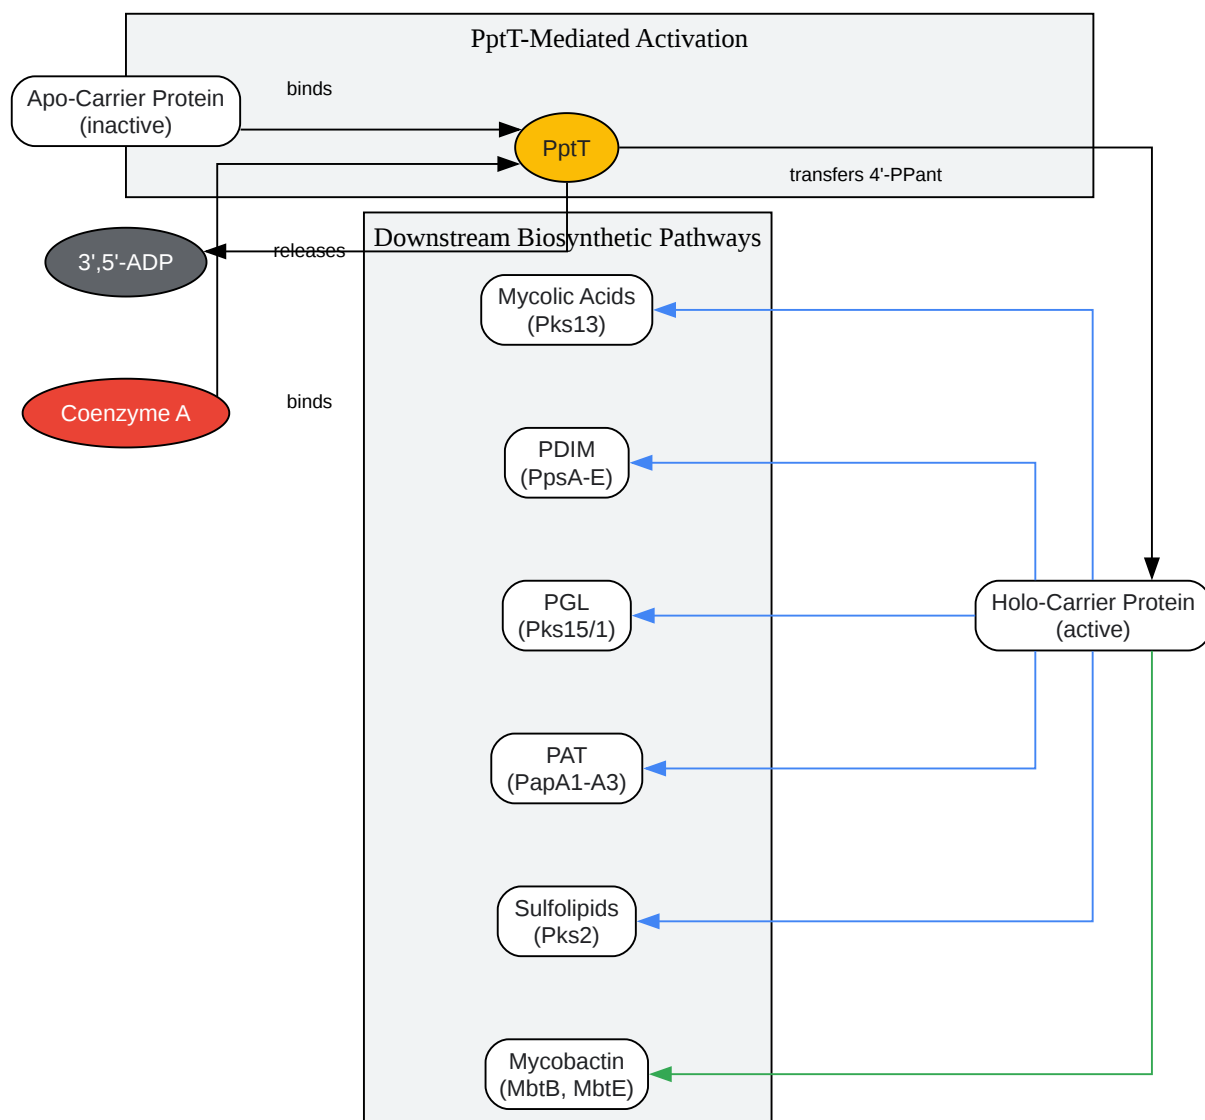 PptT-Mediated Activation
Apo-Carrier Protein
(inactive)
binds
PptT
transfers 4'-PPant
3',5'-ADP
releases
Downstream Biosynthetic Pathways
Mycolic Acids
(Pks13)
Coenzyme A
binds
PDIM
(PpsA-E)
PGL
(Pks15/1)
Holo-Carrier Protein
(active)
PAT
(PapA1-A3)
Sulfolipids
(Pks2)
Mycobactin
(MbtB, MbtE)